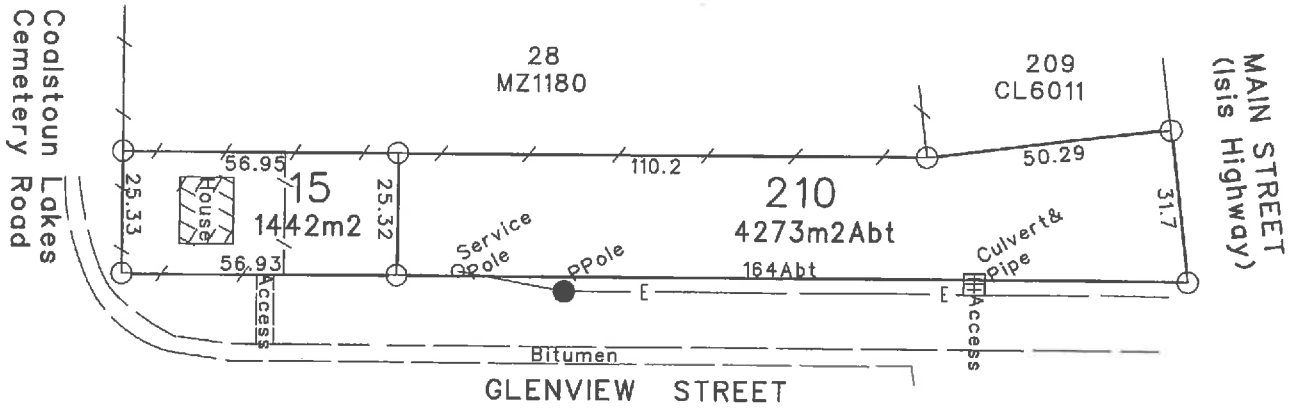 Coalstoun Lakes
Cemetery Road
28
MZ1180
209
CL6011
MAIN STREET
(Isis Highway)
56.95
110.2
50.29
25.33
House
15
1442m2
25.32
210
4273m2Abt
31.7
Service
Pole
PPole
Culvert&
Pipe
56.93
164Abt
E
E
Access
Access
Bitumen
GLENVIEW STREET